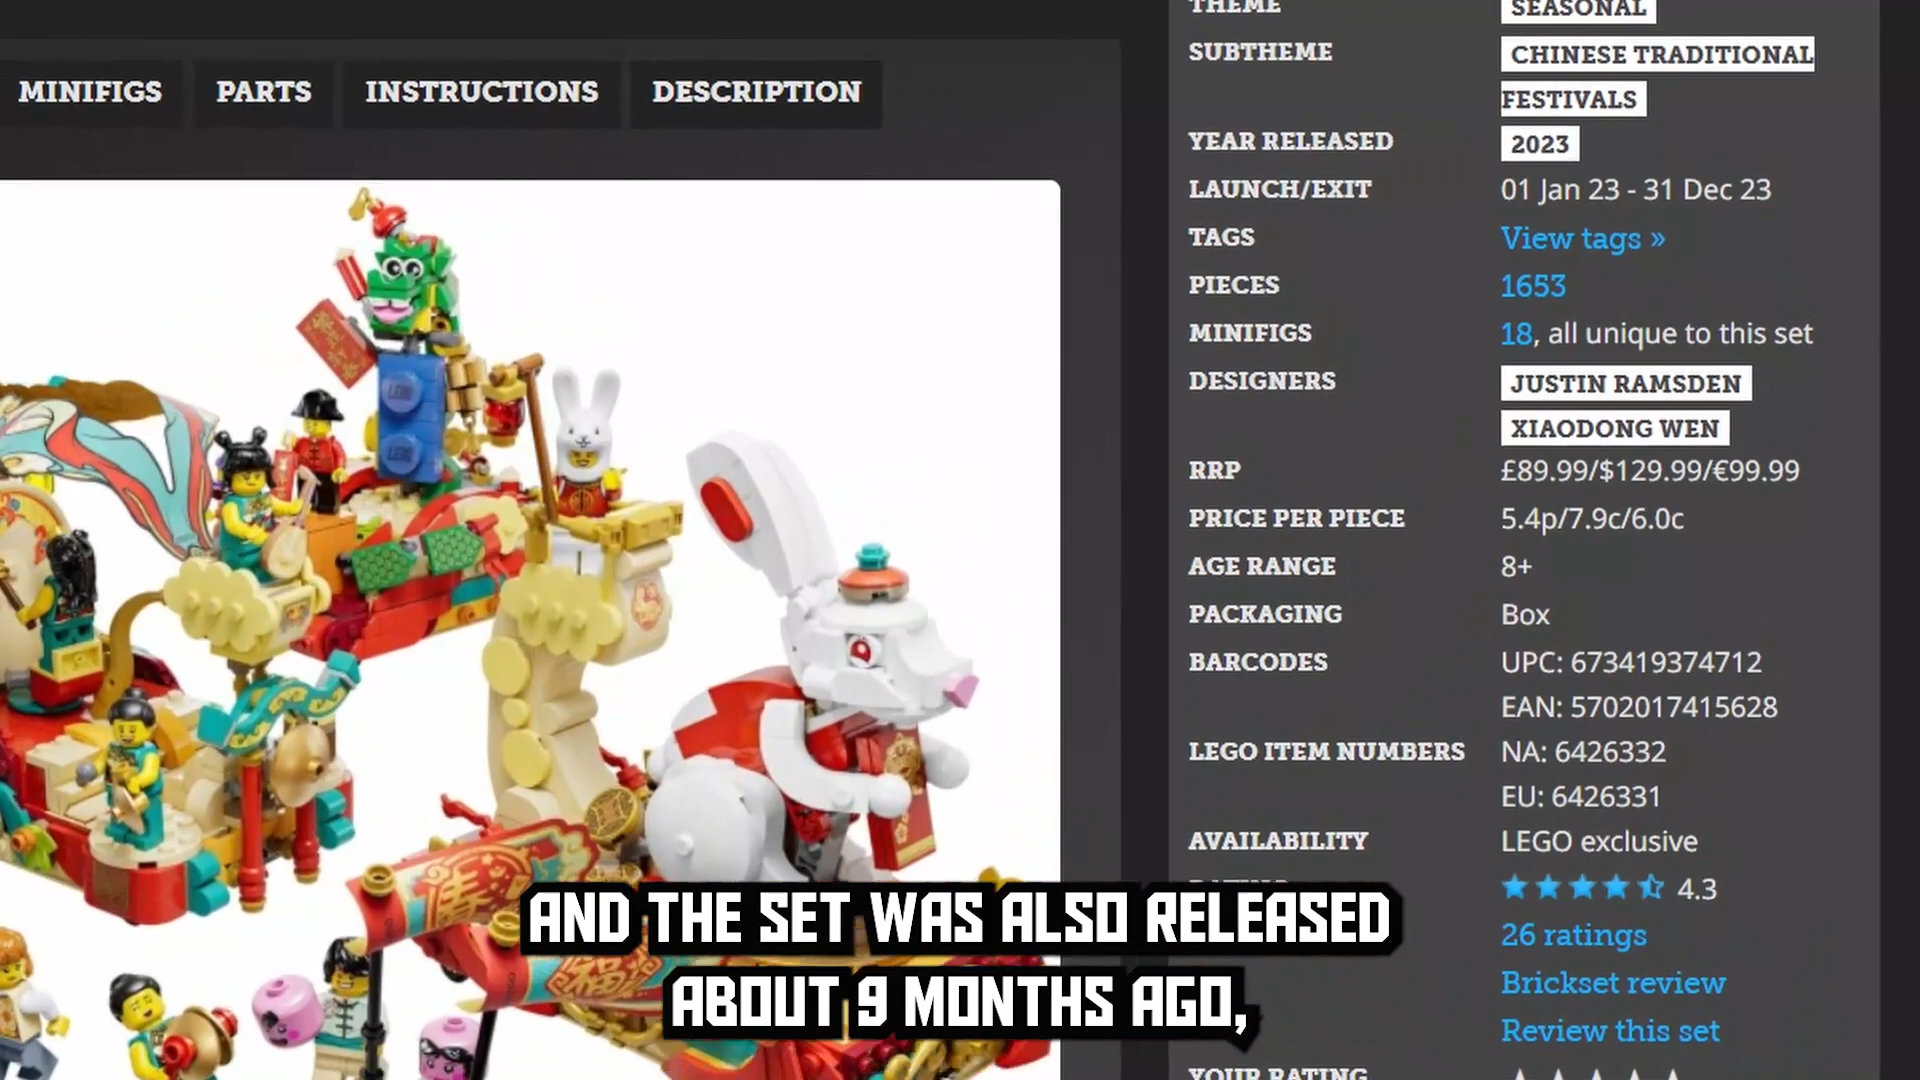 THEME SEASONAL
SUBTHEME CHINESE TRADITIONAL
FESTIVALS
MINIFIGS PARTS INSTRUCTIONS DESCRIPTION
YEAR RELEASED 2023
LAUNCH/EXIT 01 Jan 23 - 31 Dec 23
TAGS View tags »
PIECES 1653
MINIFIGS 18, all unique to this set
DESIGNERS JUSTIN RAMSDEN
XIAODONG WEN
RRP £89.99/$129.99/€99.99
PRICE PER PIECE 5.4p/7.9c/6.0c
AGE RANGE 8+
PACKAGING Box
BARCODES UPC: 673419374712
EAN: 5702017415628
LEGO ITEM NUMBERS NA: 6426332
EU: 6426331
AVAILABILITY LEGO exclusive
RATING 4.3
26 ratings
Brickset review
Review this set
YOUR RATING
LEGO
LEGO
AND THE SET WAS ALSO RELEASED
ABOUT 9 MONTHS AGO,